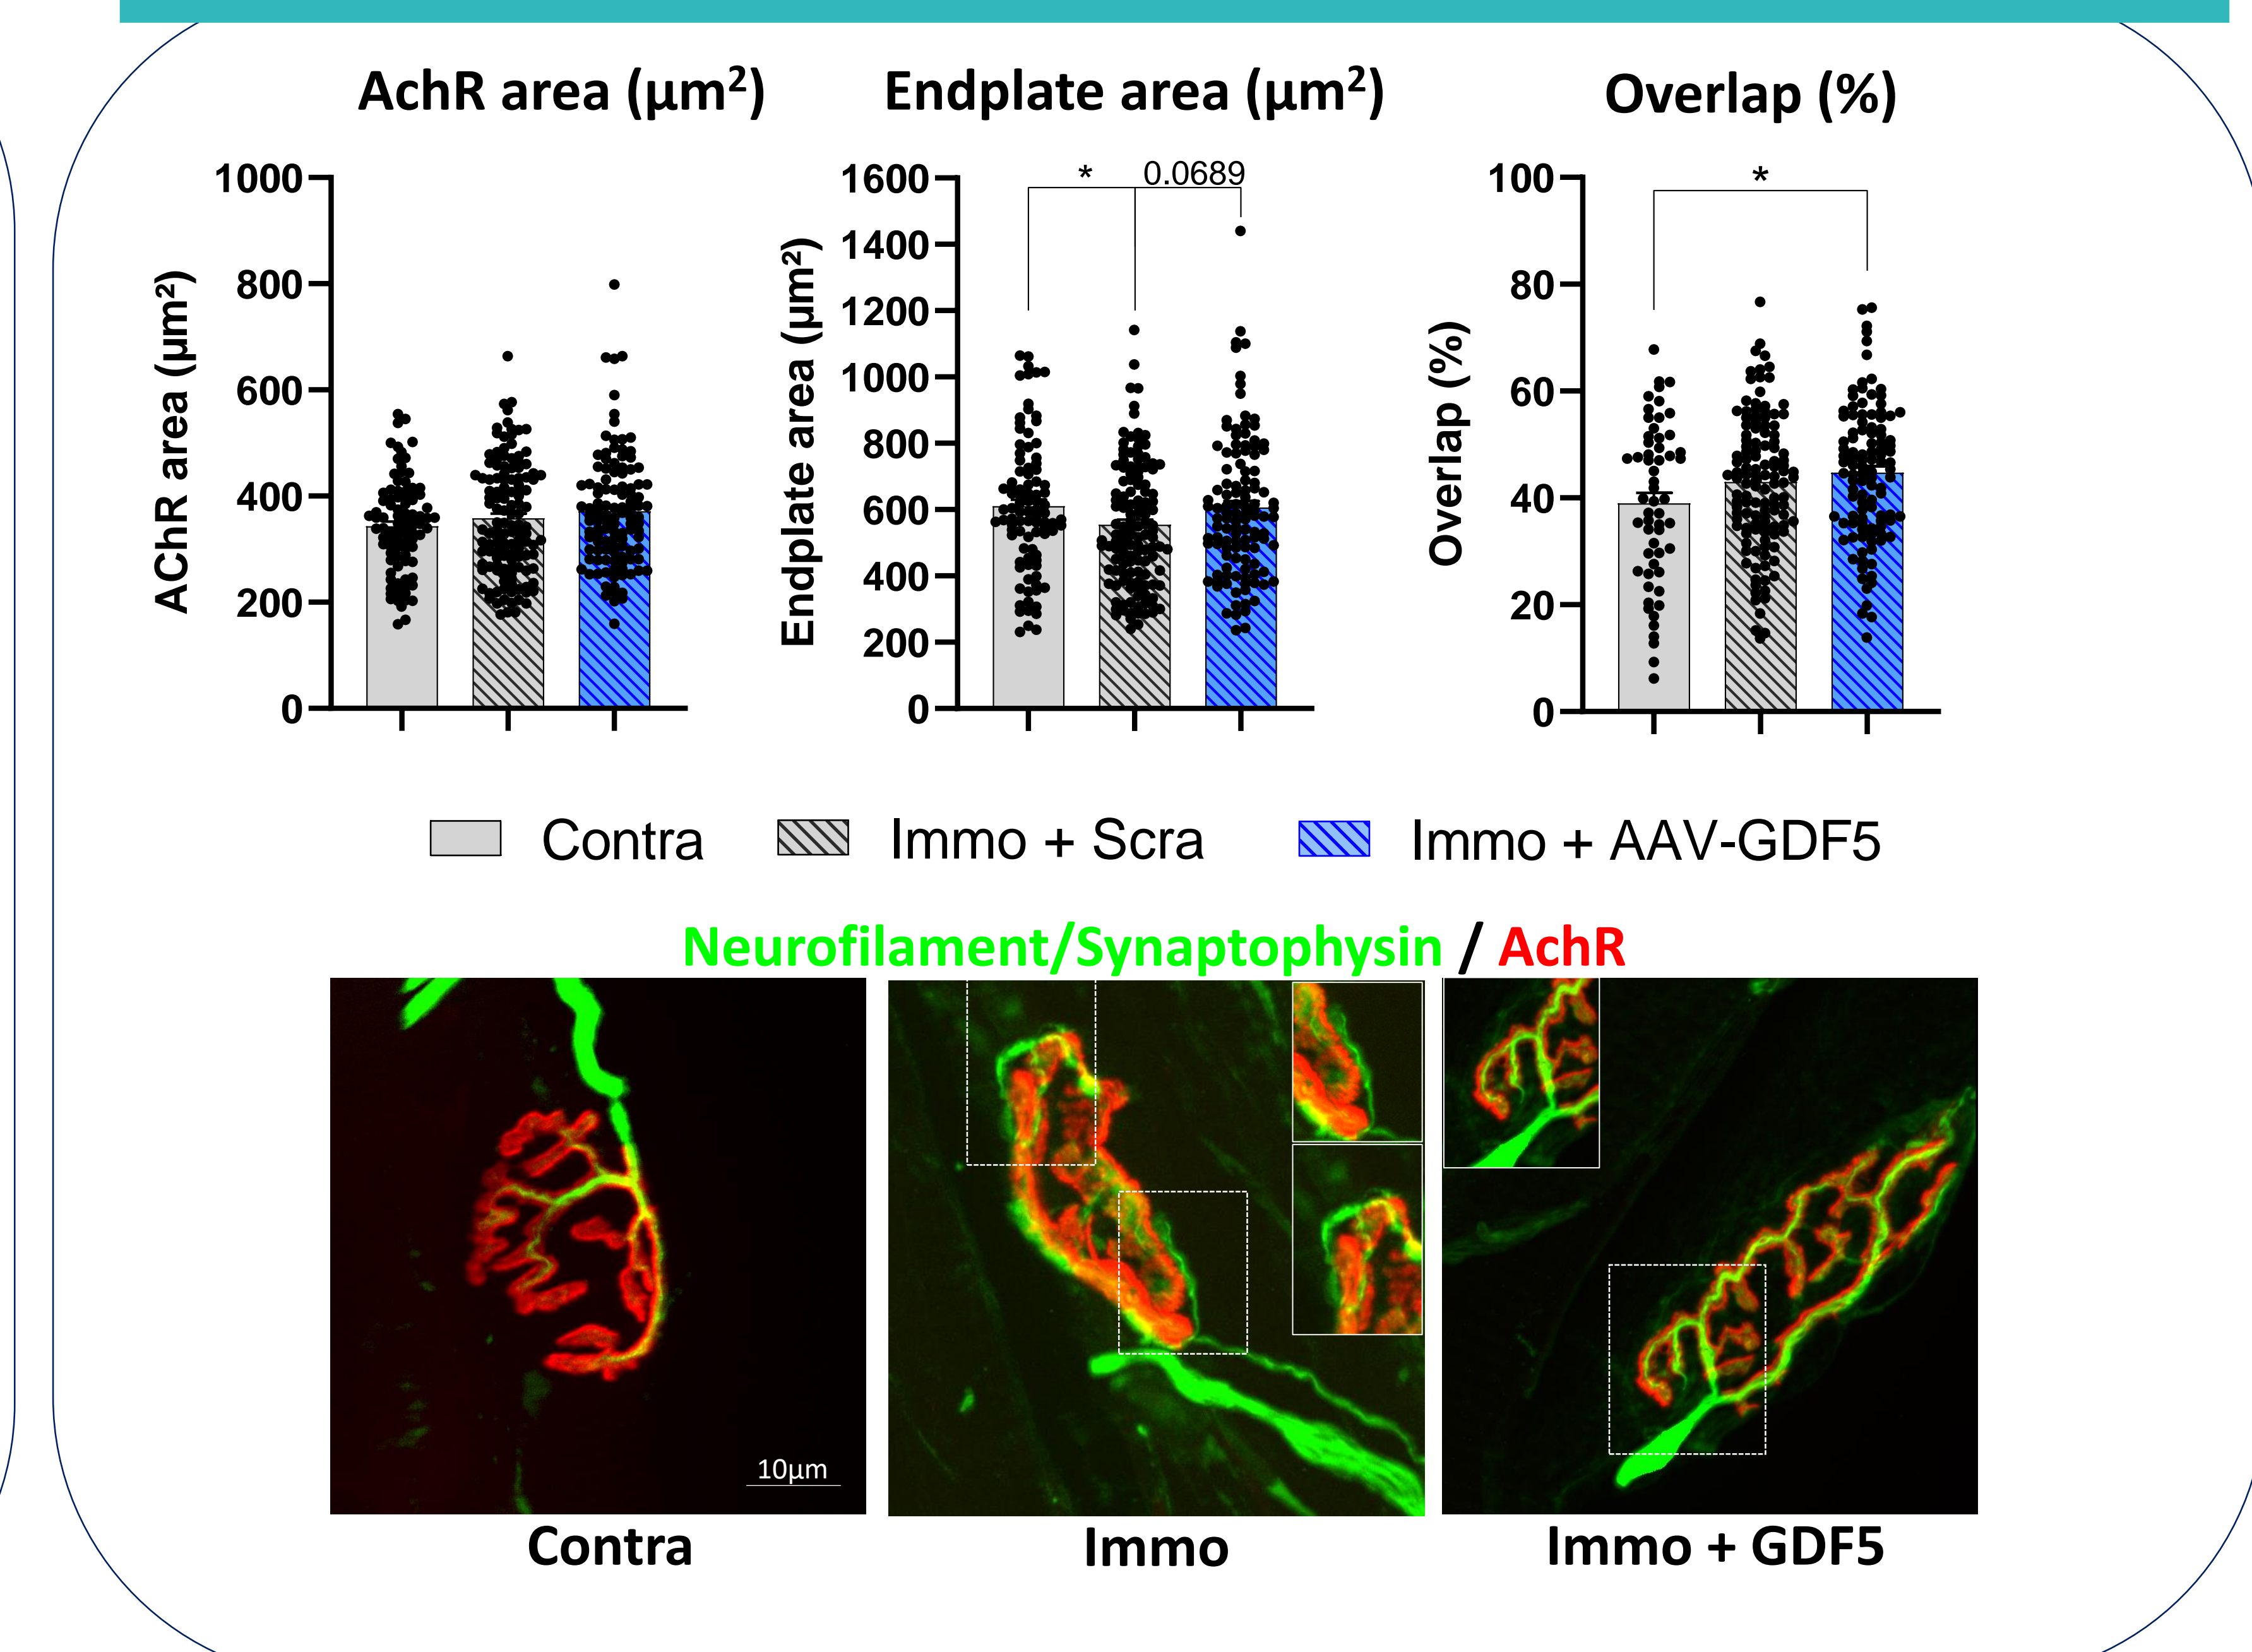 AchR area (µm²)
Endplate area (µm²)
Overlap (%)
AChR area (µm²)
1000
800
600
400
200
0
Endplate area (µm²)
1600
1400
1200
1000
800
600
400
200
0
*
0.0689
Overlap (%)
100
80
60
40
20
0
*
Contra
Immo + Scra
Immo + AAV-GDF5
Neurofilament/Synaptophysin / AchR
10µm
Contra
Immo
Immo + GDF5